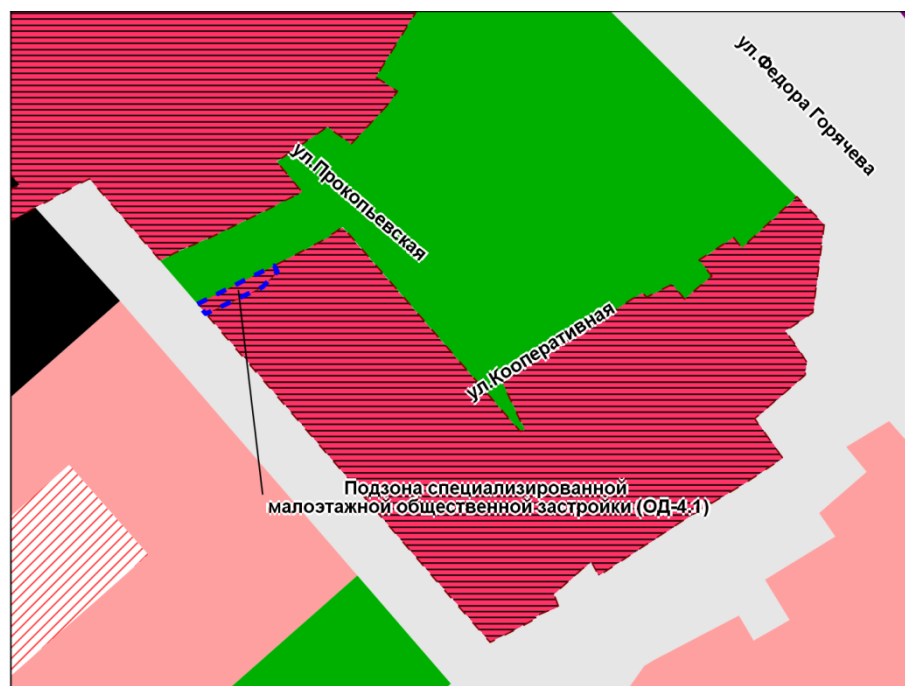 ул.Федора Горячева
ул.Прокопьевская
ул.Кооперативная
Подзона специализированной
малоэтажной общественной застройки (ОД-4.1)